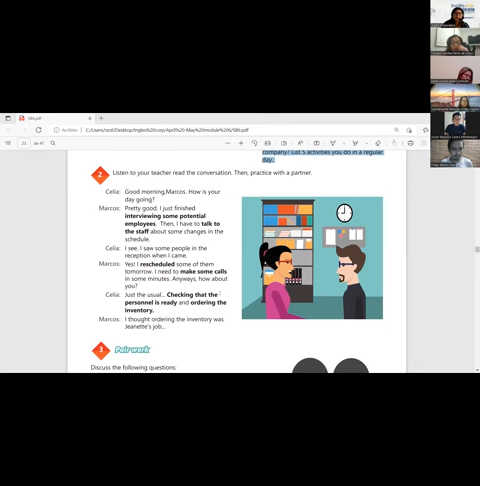 SB6.pdf
Archivo
C:/Users/
company? List 5 activities you do in a regular
day.
2 Listen to your teacher read the conversation. Then, practice with a partner.
Celia: Good morning,Marcos. How is your
day going?
Marcos: Pretty good. I just finished
interviewing some potential
employees. Then, I have to talk to
the staff about some changes in the
schedule.
Celia: I see. I saw some people in the
reception when I came.
Marcos: Yes! I rescheduled some of them
tomorrow. I need to make some calls
in some minutes. Anyways, how about
you?
Celia: Just the usual... Checking that the
personnel is ready and ordering the
inventory.
Marcos: I thought ordering the inventory was
Jeanette's job...
3 Pair work
Discuss the following questions: